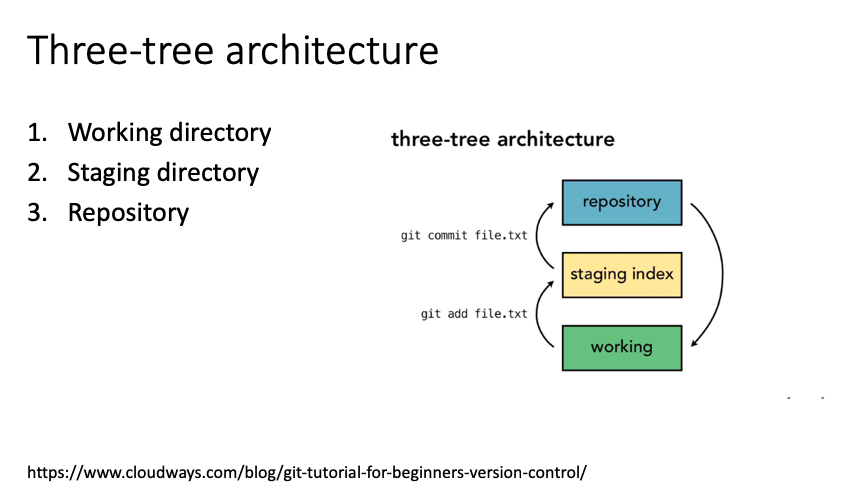 Three-tree architecture
1. Working directory
2. Staging directory
3. Repository
three-tree architecture
repository
git commit file.txt
staging index
git add file.txt
working
https://www.cloudways.com/blog/git-tutorial-for-beginners-version-control/